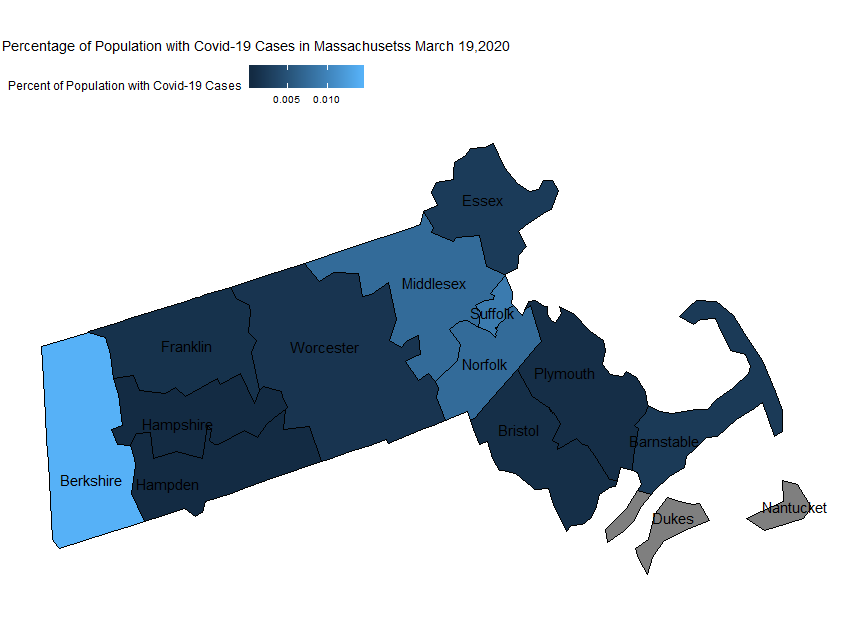 Percentage of Population with Covid-19 Cases in Massachusetss March 19,2020
Percent of Population with Covid-19 Cases
0.005 0.010
Essex
Middlesex
Suffolk
Franklin
Worcester
Norfolk
Plymouth
Hampshire
Bristol
Barnstable
Berkshire
Hampden
Nantucket
Dukes